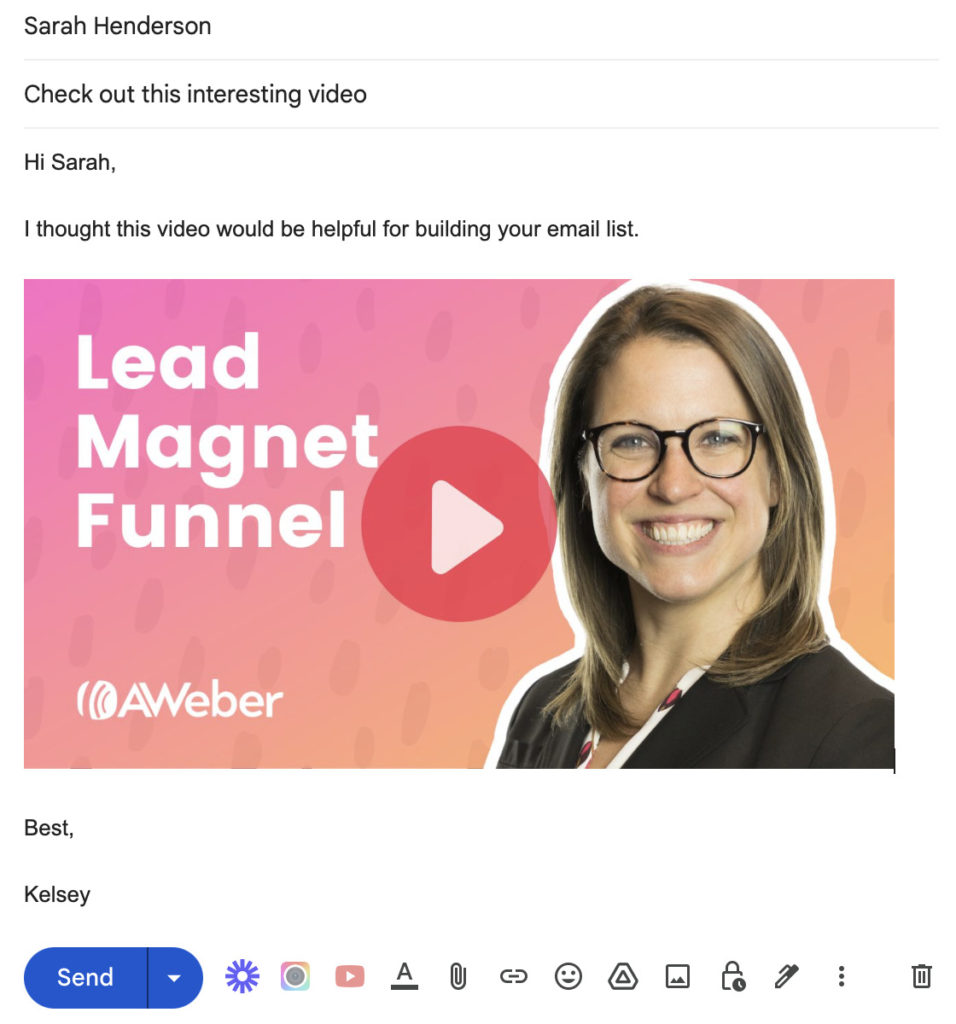 Sarah Henderson
Check out this interesting video
Hi Sarah,
I thought this video would be helpful for building your email list.
Lead
Magnet
Funnel
AWeber
Best,
Kelsey
Send
A